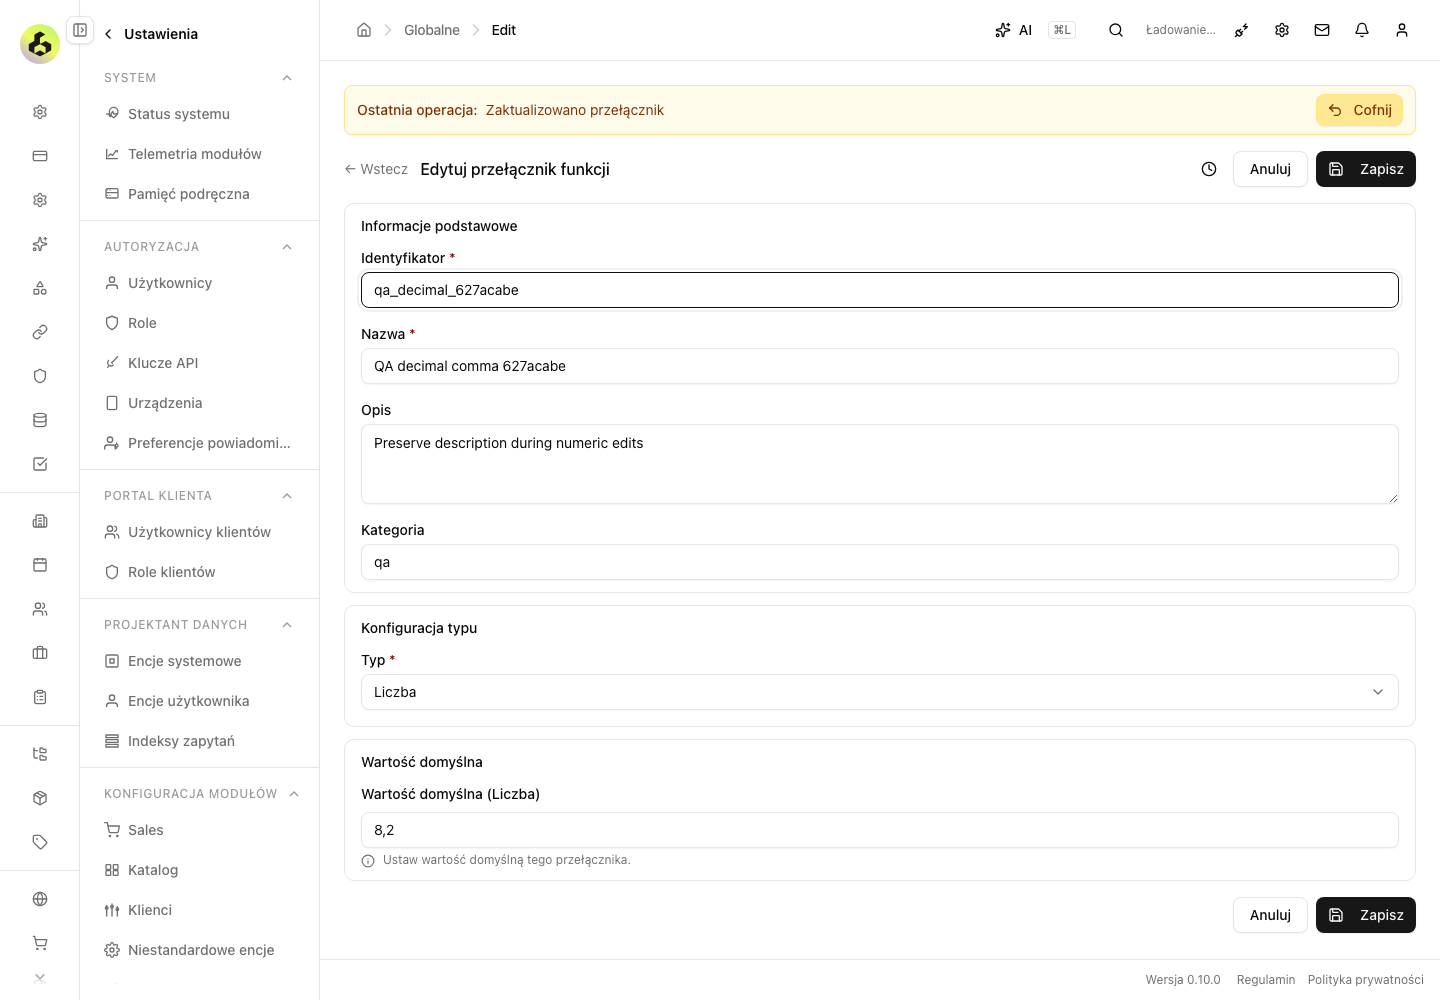 Ustawienia
SYSTEM
Status systemu
Telemetria modułów
Pamięć podręczna
AUTORYZACJA
Użytkownicy
Role
Klucze API
Urządzenia
Preferencje powiadomi...
PORTAL KLIENTA
Użytkownicy klientów
Role klientów
PROJEKTANT DANYCH
Encje systemowe
Encje użytkownika
Indeksy zapytań
KONFIGURACJA MODUŁÓW
Sales
Katalog
Klienci
Niestandardowe encje
Globalne
Edit
AI ⌘L
Ładowanie...
Ostatnia operacja: Zaktualizowano przełącznik
Cofnij
← Wstecz Edytuj przełącznik funkcji
Anuluj
Zapisz
Informacje podstawowe
Identyfikator *
qa_decimal_627acabe
Nazwa *
QA decimal comma 627acabe
Opis
Preserve description during numeric edits
Kategoria
qa
Konfiguracja typu
Typ *
Liczba
Wartość domyślna
Wartość domyślna (Liczba)
8,2
Ustaw wartość domyślną tego przełącznika.
Anuluj
Zapisz
Wersja 0.10.0 Regulamin Polityka prywatności